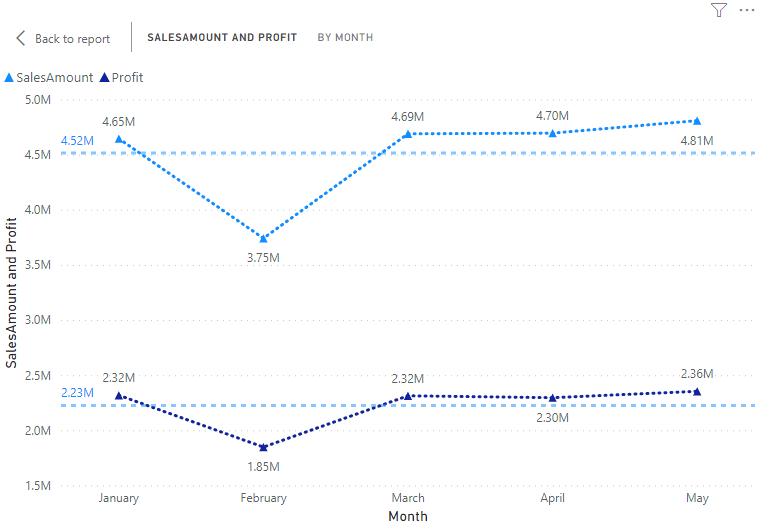 Back to report
SALESAMOUNT AND PROFIT BY MONTH
SalesAmount Profit
5.0M
4.65M 4.69M 4.70M
4.52M 4.81M
4.5M
4.0M
3.75M
3.5M
3.0M
2.5M
2.32M 2.32M 2.36M
2.23M
2.30M
2.0M
1.85M
1.5M
SalesAmount and Profit
January February March April May
Month